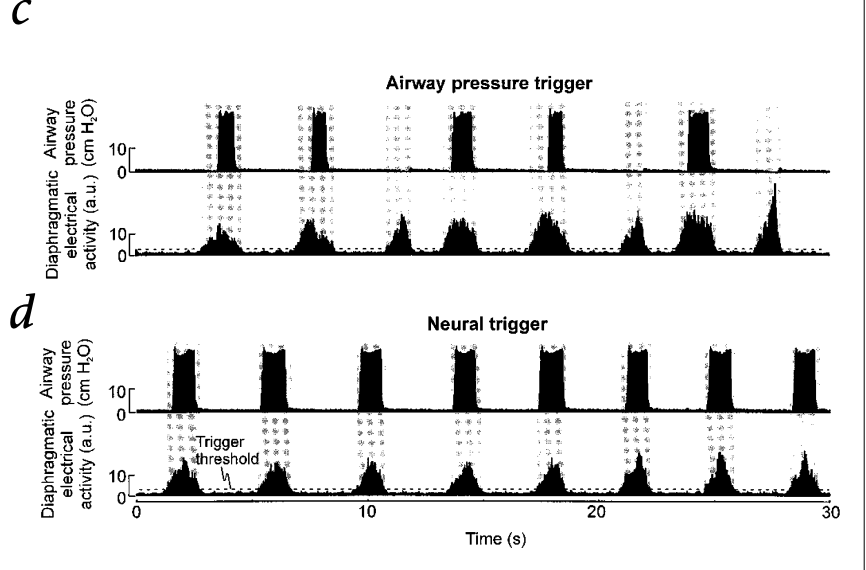 c
Airway pressure trigger
Airway
pressure
(cm H₂O)
10
0
Diaphragmatic
electrical
activity (a.u.)
10
0
d
Neural trigger
Airway
pressure
(cm H₂O)
10
0
Diaphragmatic
electrical
activity (a.u.)
10
0
Trigger
threshold
0
10
20
30
Time (s)